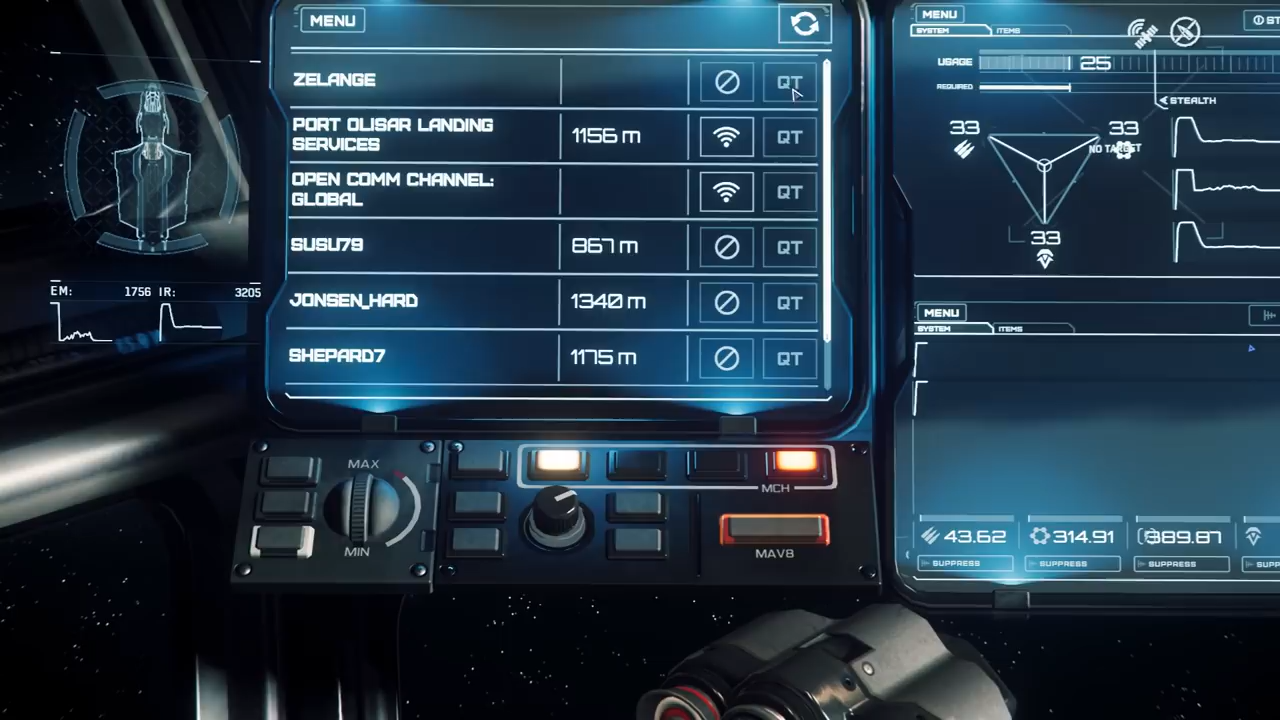 MENU
ZELANGE
QT
PORT OLISAR LANDING
SERVICES
1156 m
QT
OPEN COMM CHANNEL:
GLOBAL
QT
SUSU79
867 m
QT
JONSEN_HARD
1340 m
QT
SHEPARD7
1175 m
QT
EM: 1756 IR: 3205
MAX
MIN
MCH
MAV8
MENU
SYSTEM
ITEMS
USAGE
25
REQUIRED
STEALTH
33
33
NO TARGET
33
MENU
SYSTEM
ITEMS
43.62
314.91
389.87
SUPPRESS
SUPPRESS
SUPPRESS